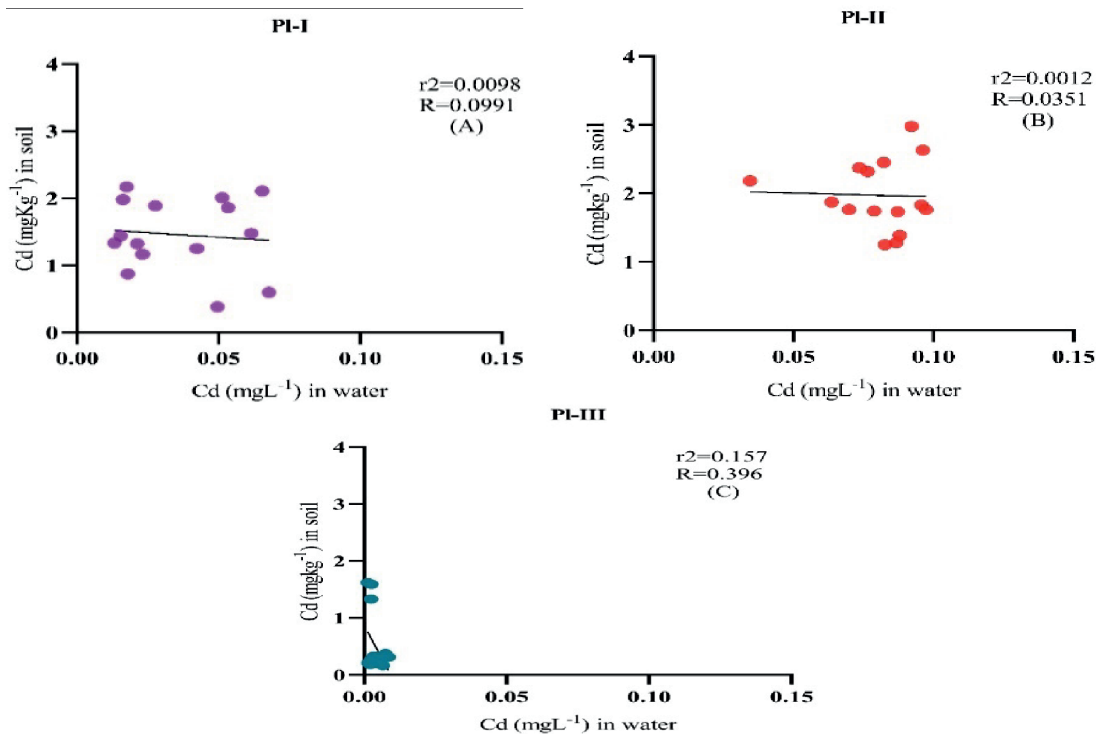 Pl-I
4
3
2
1
0
0.00
0.05
0.10
0.15
Cd (mgKg⁻¹) in soil
r2=0.0098
R=0.0991
(A)
Cd (mgL⁻¹) in water
Pl-II
4
3
2
1
0
0.00
0.05
0.10
0.15
Cd (mgkg⁻¹) in soil
r2=0.0012
R=0.0351
(B)
Cd (mgL⁻¹) in water
Pl-III
4
3
2
1
0
0.00
0.05
0.10
0.15
Cd (mgkg⁻¹) in soil
r2=0.157
R=0.396
(C)
Cd (mgL⁻¹) in water